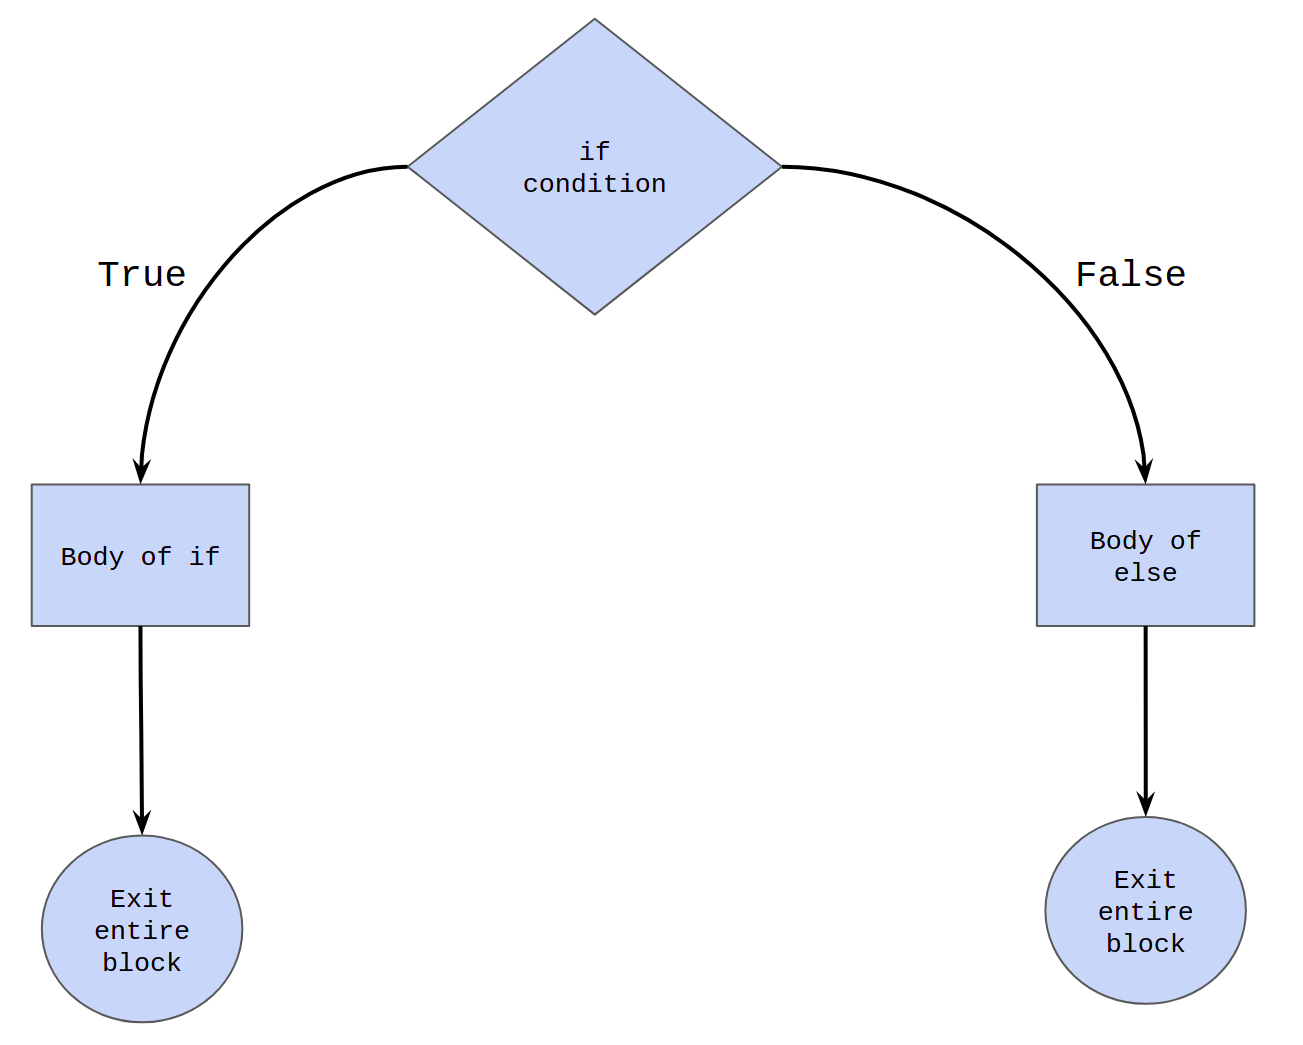 if
condition
True
False
Body of if
Body of
else
Exit
entire
block
Exit
entire
block